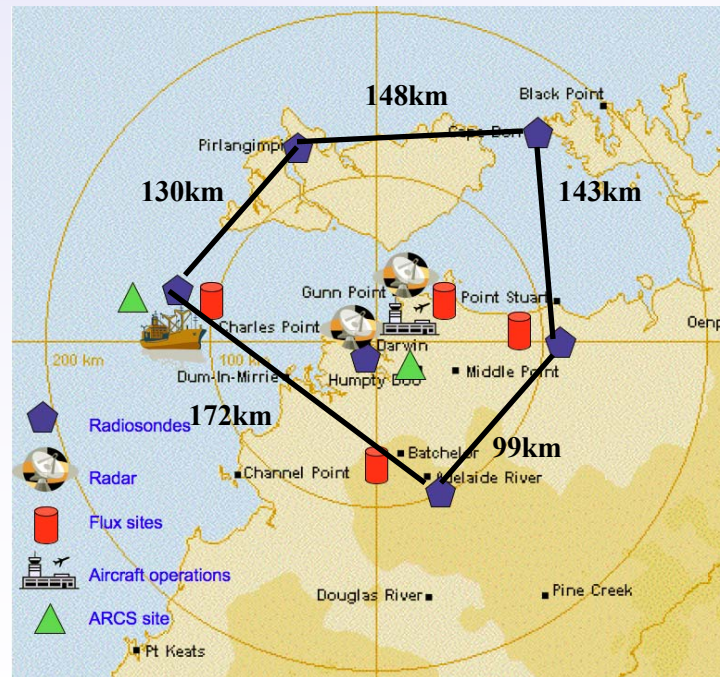 Black Point
148km
Cape Don
Pirlangimpi
130km
143km
Gunn Point
Point Stuart
Charles Point
Oenp
Darwin
200 km
100 km
Dum-In-Mirrie
Humpty Doo
Middle Point
172km
99km
Radiosondes
Batchelor
Radar
Channel Point
Adelaide River
Flux sites
Aircraft operations
Douglas River
Pine Creek
ARCS site
Pt Keats